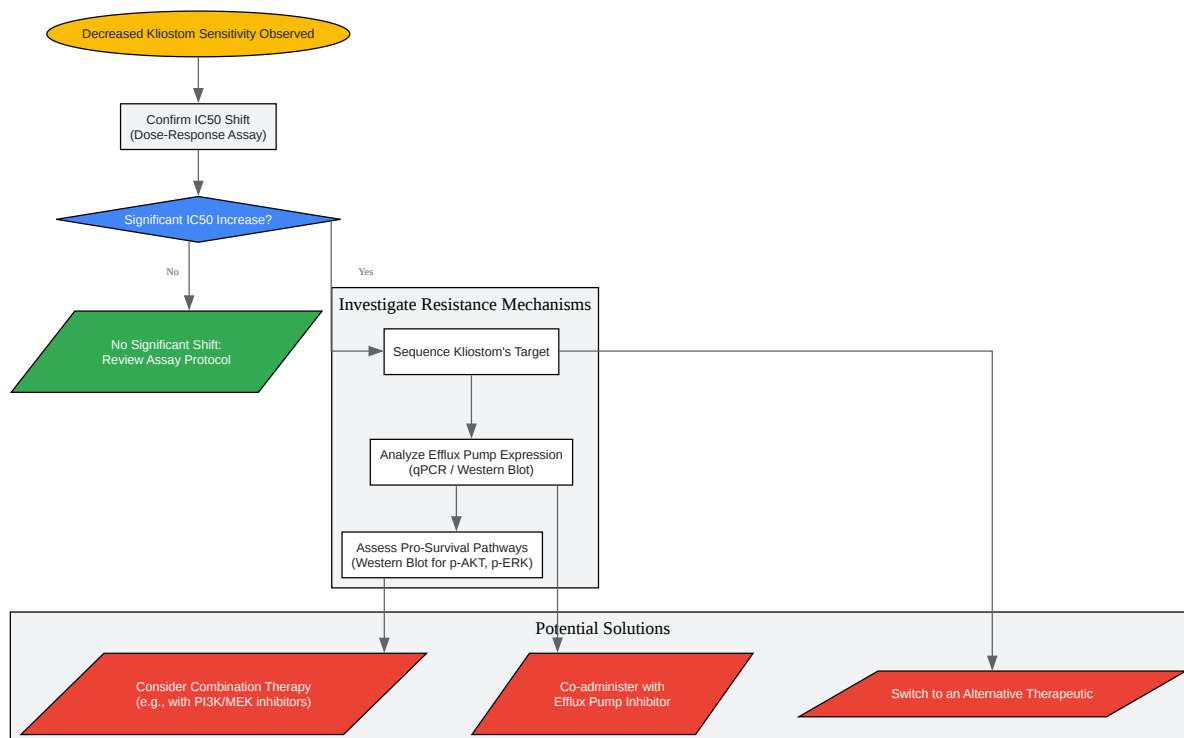 Decreased Kliostom Sensitivity Observed
Confirm IC50 Shift
(Dose-Response Assay)
Significant IC50 Increase?
No
Yes
No Significant Shift:
Review Assay Protocol
Investigate Resistance Mechanisms
Sequence Kliostom's Target
Analyze Efflux Pump Expression
(qPCR / Western Blot)
Assess Pro-Survival Pathways
(Western Blot for p-AKT, p-ERK)
Potential Solutions
Consider Combination Therapy
(e.g., with PI3K/MEK inhibitors)
Co-administer with
Efflux Pump Inhibitor
Switch to an Alternative Therapeutic